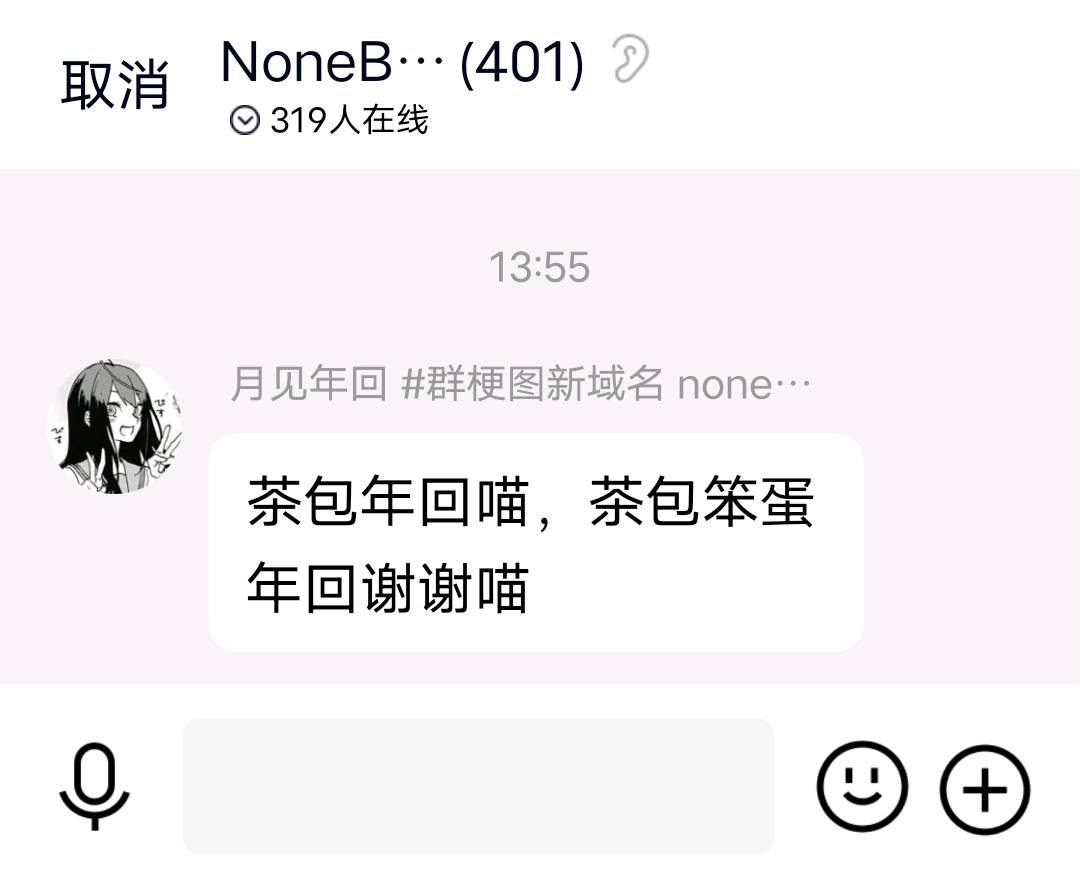 取消
NoneB… (401)
319人在线
13:55
月见年回 #群梗图新域名 none…
茶包年回喵，茶包笨蛋
年回谢谢喵